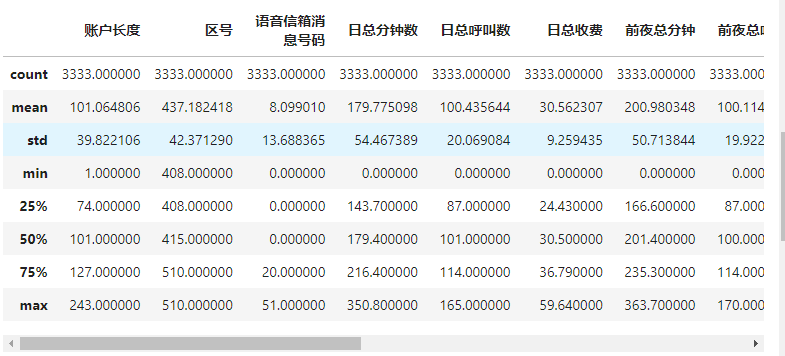 账户长度 区号 语音信箱消息号码 日总分钟数 日总呼叫数 日总收费 前夜总分钟 前夜总
count 3333.000000 3333.000000 3333.000000 3333.000000 3333.000000 3333.000000 3333.000000 3333.000
mean 101.064806 437.182418 8.099010 179.775098 100.435644 30.562307 200.980348 100.114
std 39.822106 42.371290 13.688365 54.467389 20.069084 9.259435 50.713844 19.922
min 1.000000 408.000000 0.000000 0.000000 0.000000 0.000000 0.000000 0.000
25% 74.000000 408.000000 0.000000 143.700000 87.000000 24.430000 166.600000 87.000
50% 101.000000 415.000000 0.000000 179.400000 101.000000 30.500000 201.400000 100.000
75% 127.000000 510.000000 20.000000 216.400000 114.000000 36.790000 235.300000 114.000
max 243.000000 510.000000 51.000000 350.800000 165.000000 59.640000 363.700000 170.000